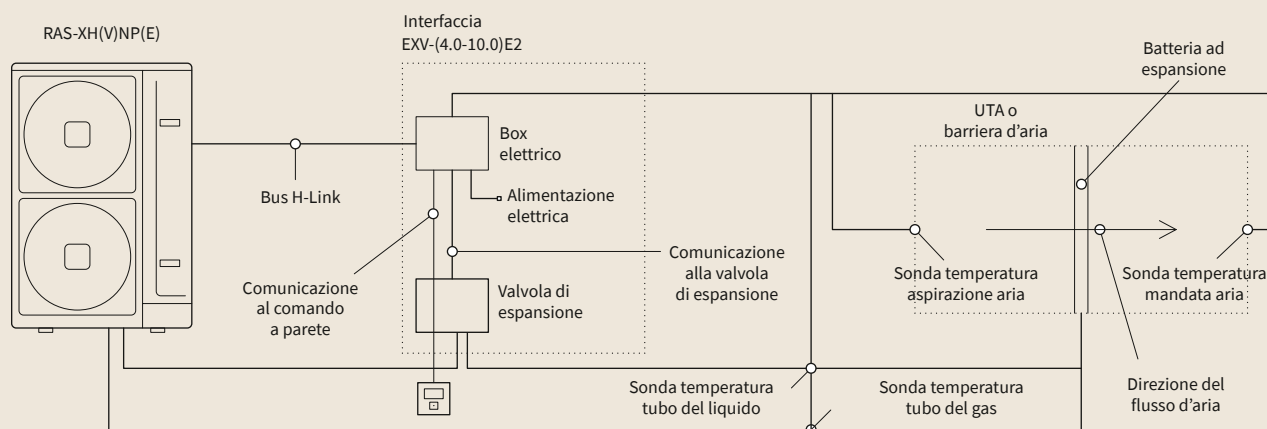 RAS-XH(V)NP(E)
Interfaccia
EXV-(4.0-10.0)E2
Batteria ad
espansione
UTA o
barriera d’aria
Box
elettrico
Bus H-Link
Alimentazione
elettrica
Comunicazione
alla valvola
di espansione
Sonda temperatura
aspirazione aria
Sonda temperatura
mandata aria
Comunicazione
al comando
a parete
Valvola di
espansione
Sonda temperatura
tubo del liquido
Sonda temperatura
tubo del gas
Direzione del
flusso d’aria